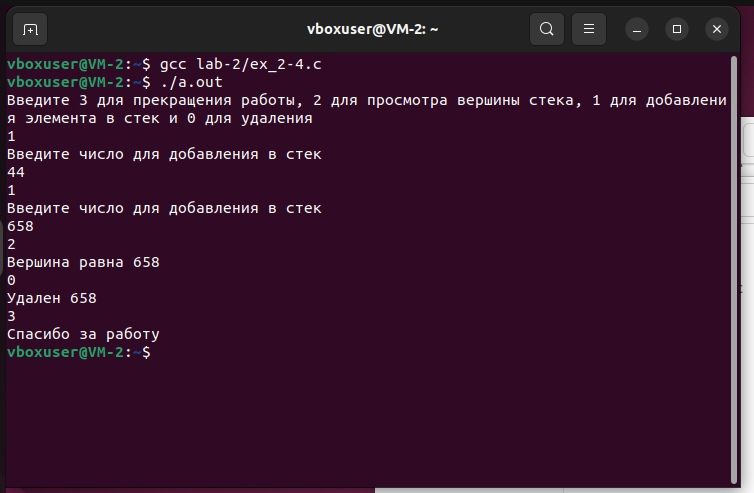 vboxuser@VM-2: ~
vboxuser@VM-2:~$ gcc lab-2/ex_2-4.c
vboxuser@VM-2:~$ ./a.out
Введите 3 для прекращения работы, 2 для просмотра вершины стека, 1 для добавлени
я элемента в стек и 0 для удаления
1
Введите число для добавления в стек
44
1
Введите число для добавления в стек
658
2
Вершина равна 658
0
Удален 658
3
Спасибо за работу
vboxuser@VM-2:~$